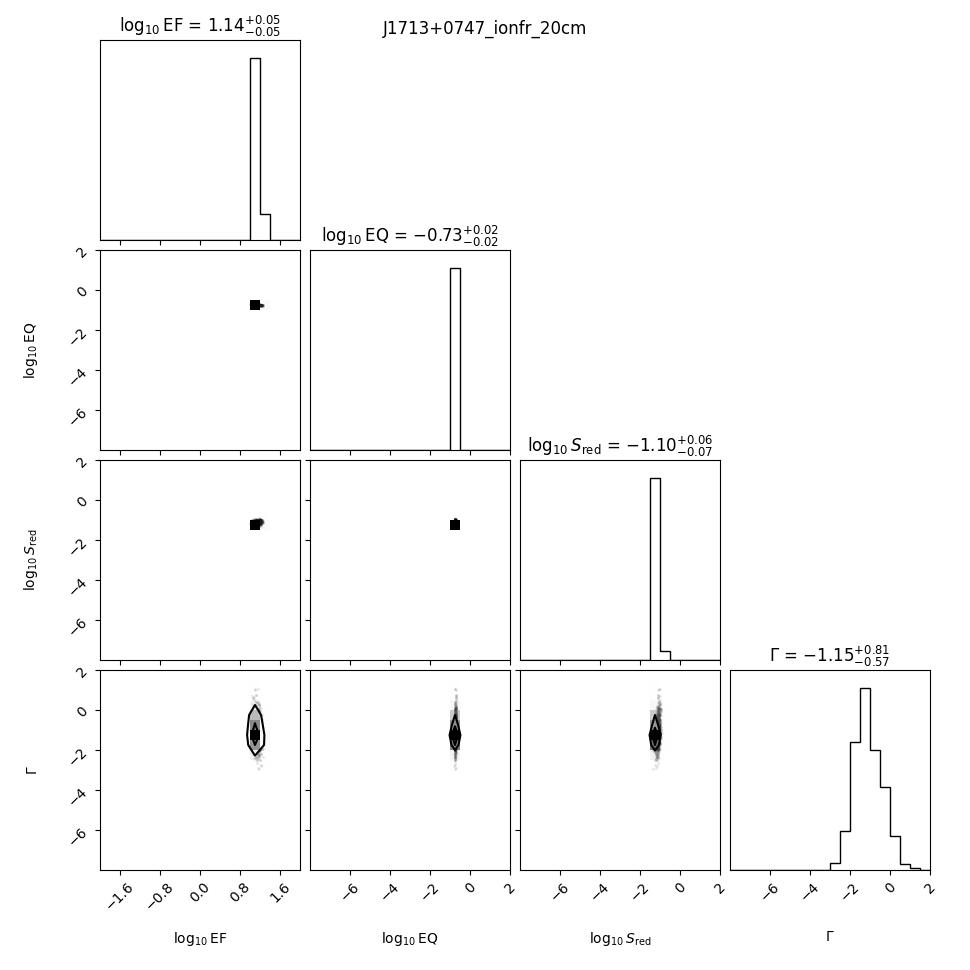 J1713+0747_ionfr_20cm
log₁₀ EF = 1.14 +0.05 −0.05
log₁₀ EQ = −0.73 +0.02 −0.02
2
0
−2
−4
−6
log₁₀ EQ
log₁₀ S_red = −1.10 +0.06 −0.07
2
0
−2
−4
−6
log₁₀ S_red
Γ = −1.15 +0.81 −0.57
2
0
−2
−4
−6
Γ
−1.6 −0.8 0.0 0.8 1.6 −6 −4 −2 0 2 −6 −4 −2 0 2 −6 −4 −2 0 2
log₁₀ EF log₁₀ EQ log₁₀ S_red Γ